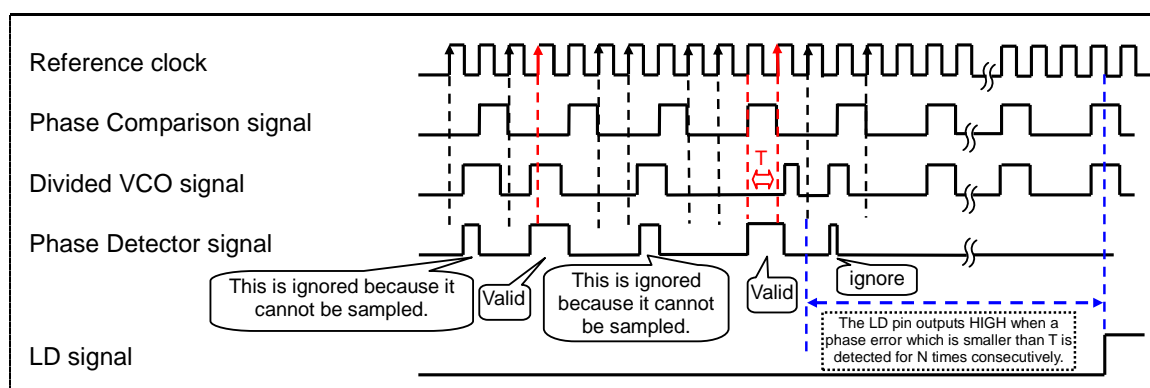 Reference clock
Phase Comparison signal
T
Divided VCO signal
Phase Detector signal
This is ignored because it
cannot be sampled.
Valid
This is ignored
because it cannot
be sampled.
Valid
ignore
The LD pin outputs HIGH when a
phase error which is smaller than T is
detected for N times consecutively.
LD signal